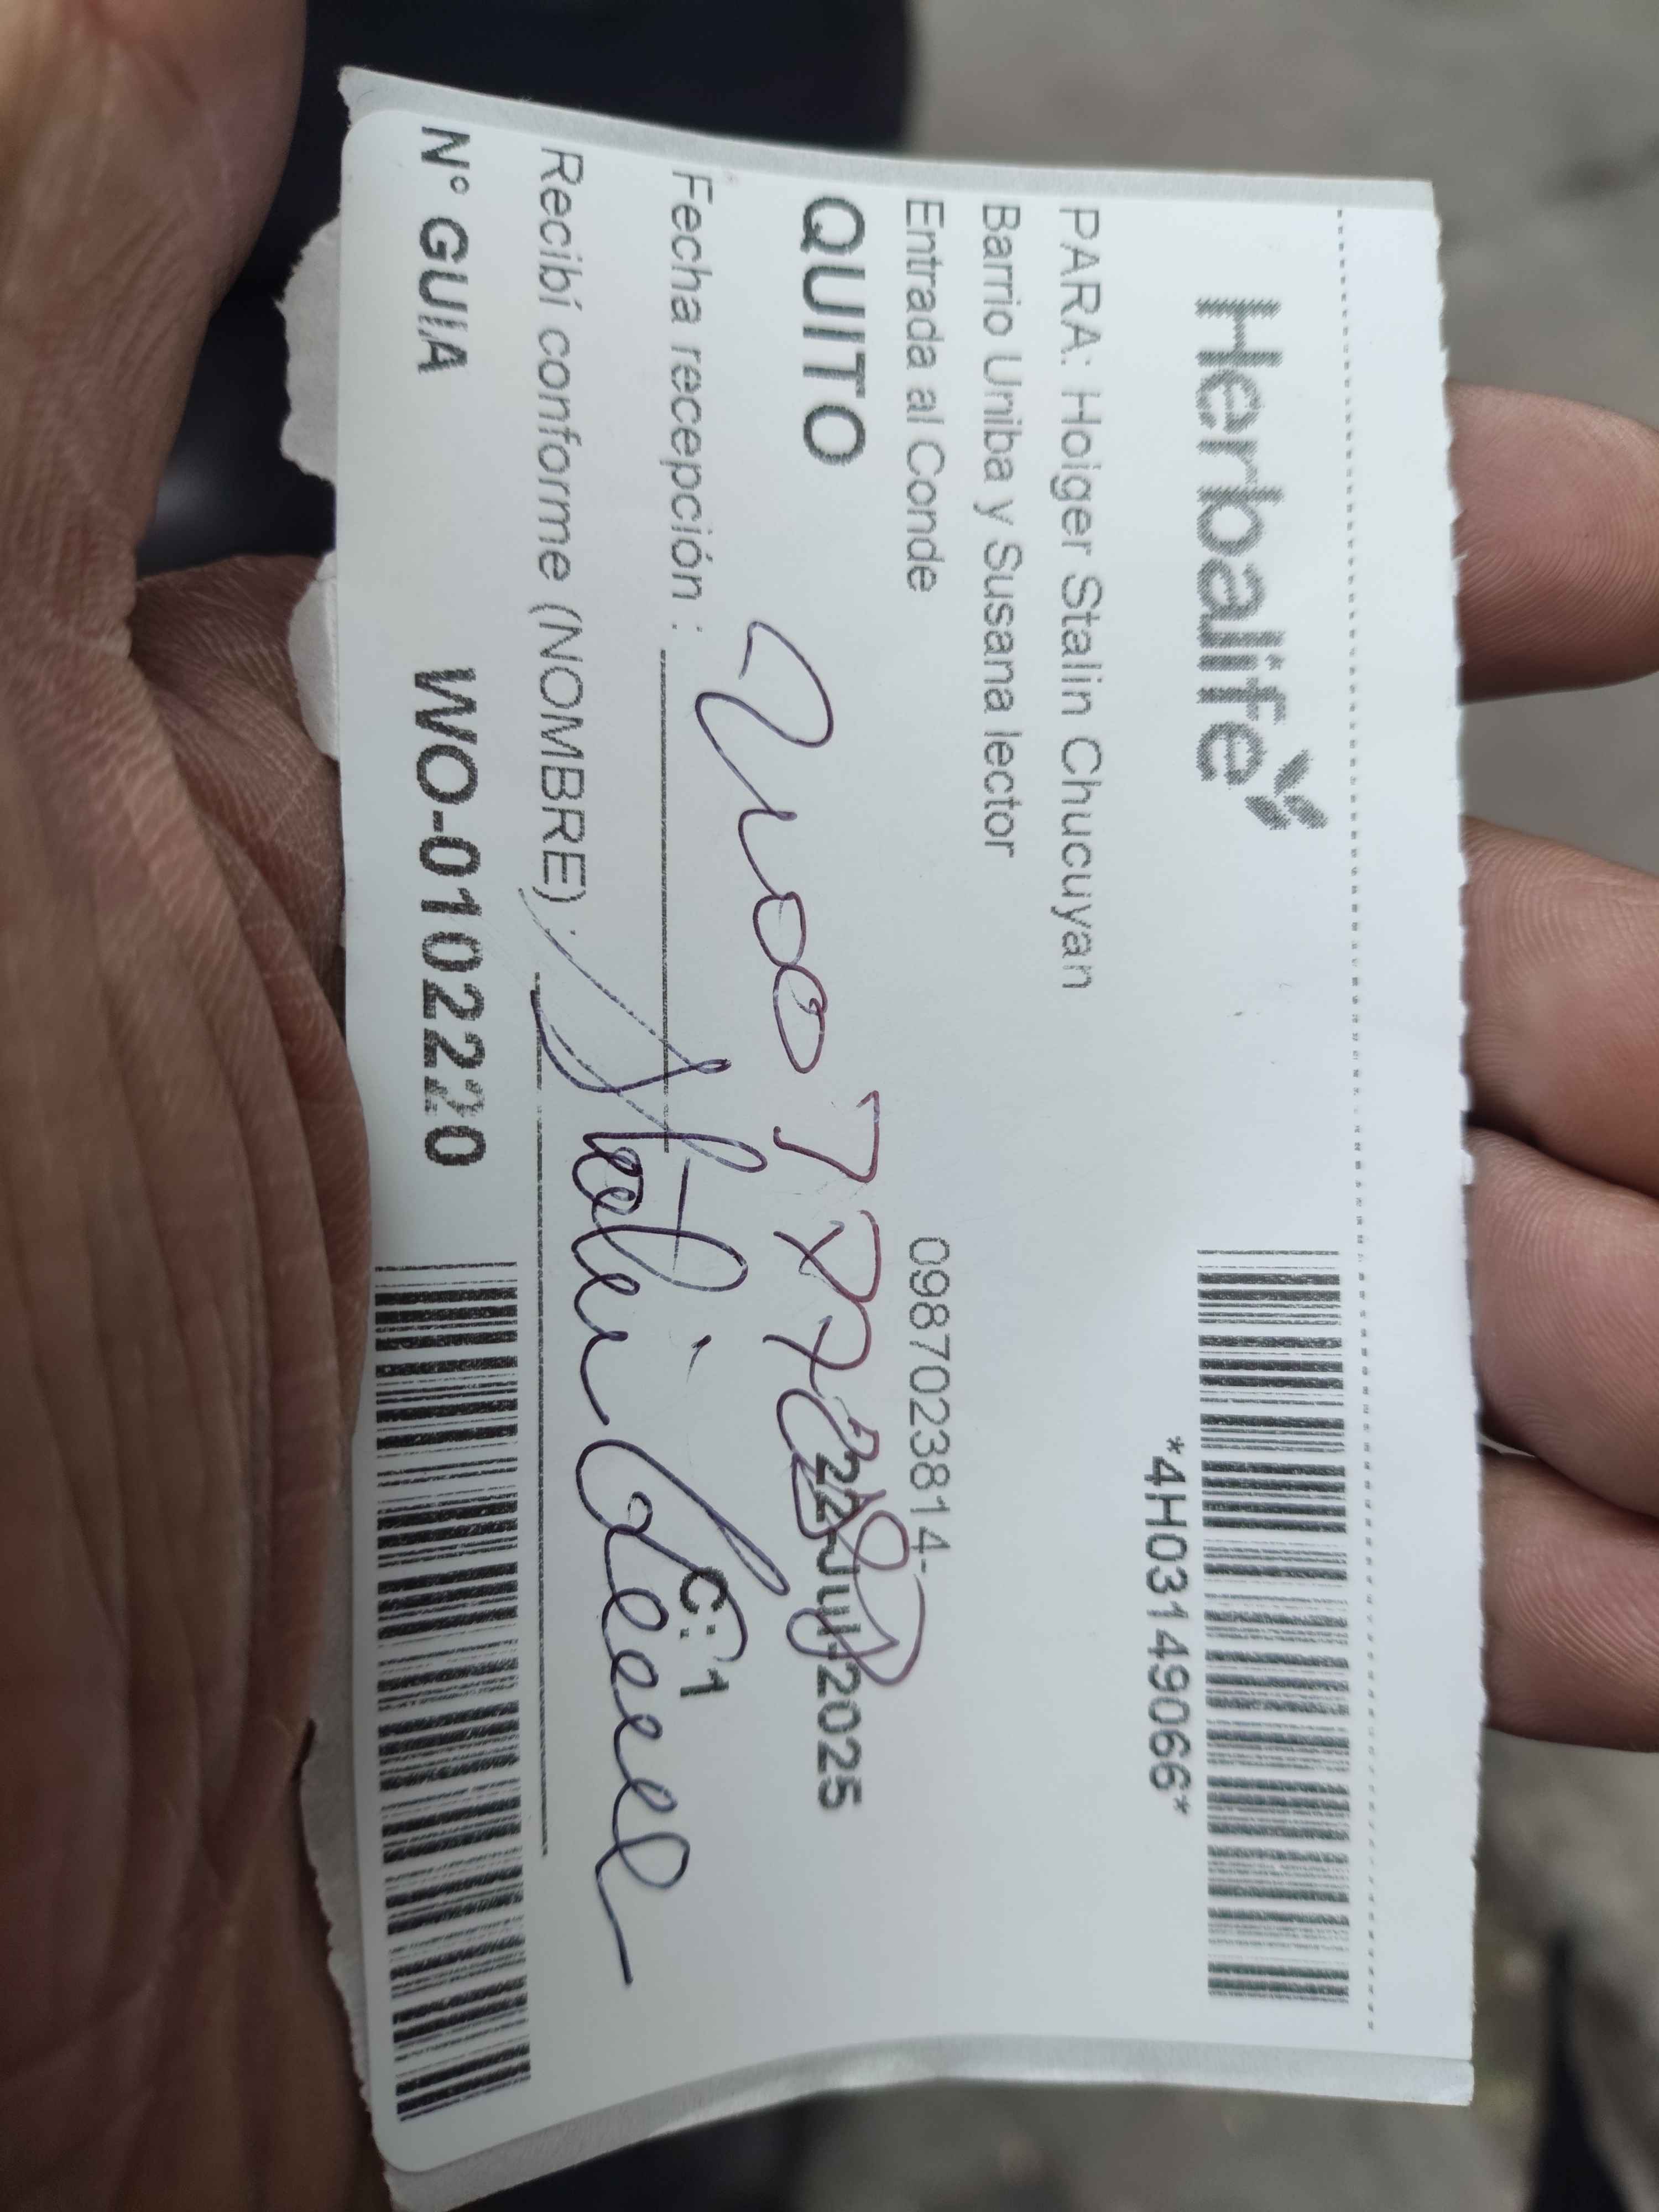 Herbalife
*4H03149066*
PARA: Holger Stalin Chucuyan
Barrio Uniba y Susana lector
Entrada al Conde
0987023814-
QUITO
22-Jul-2025
Fecha recepción :
C: 1
Recibí conforme (NOMBRE) :
N° GUIA WO-0102220